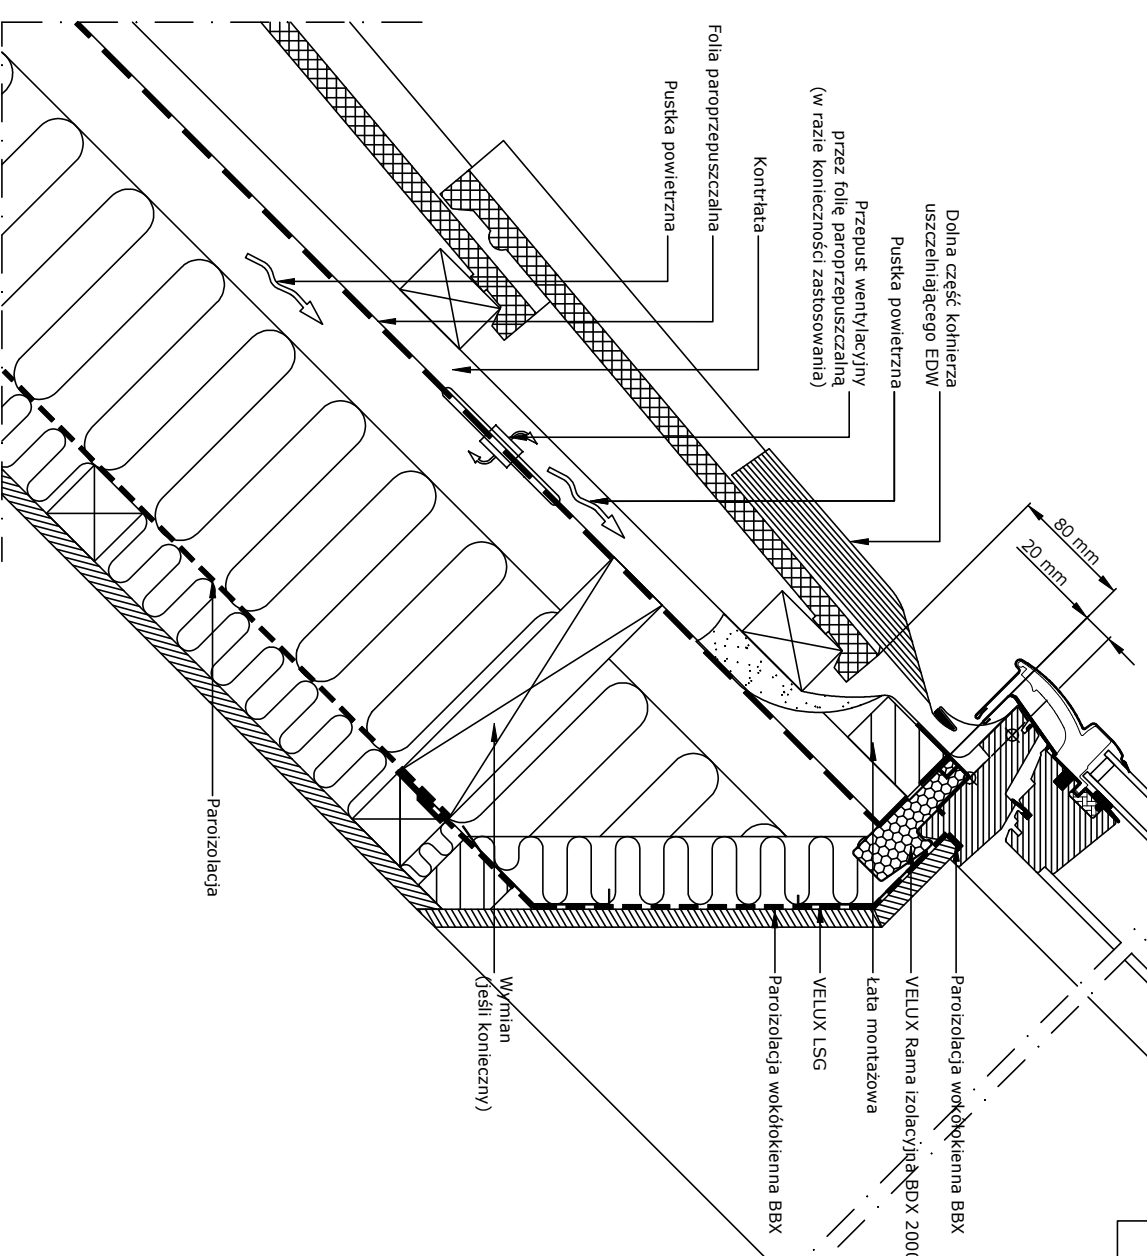 Dolna część kołnierza
uszczelniającego EDW
Pustka powietrzna
Przepust wentylacyjny
przez folię paroprzepuszczalną
(w razie konieczności zastosowania)
Kontrłata
Folia paroprzepuszczalna
Pustka powietrzna
80 mm
20 mm
Paroizolacja wokółokienna BBX
VELUX Rama izolacyjna BDX 2000
Łata montażowa
VELUX LSG
Paroizolacja wokółokienna BBX
Wymian
(jeśli konieczny)
Paroizolacja